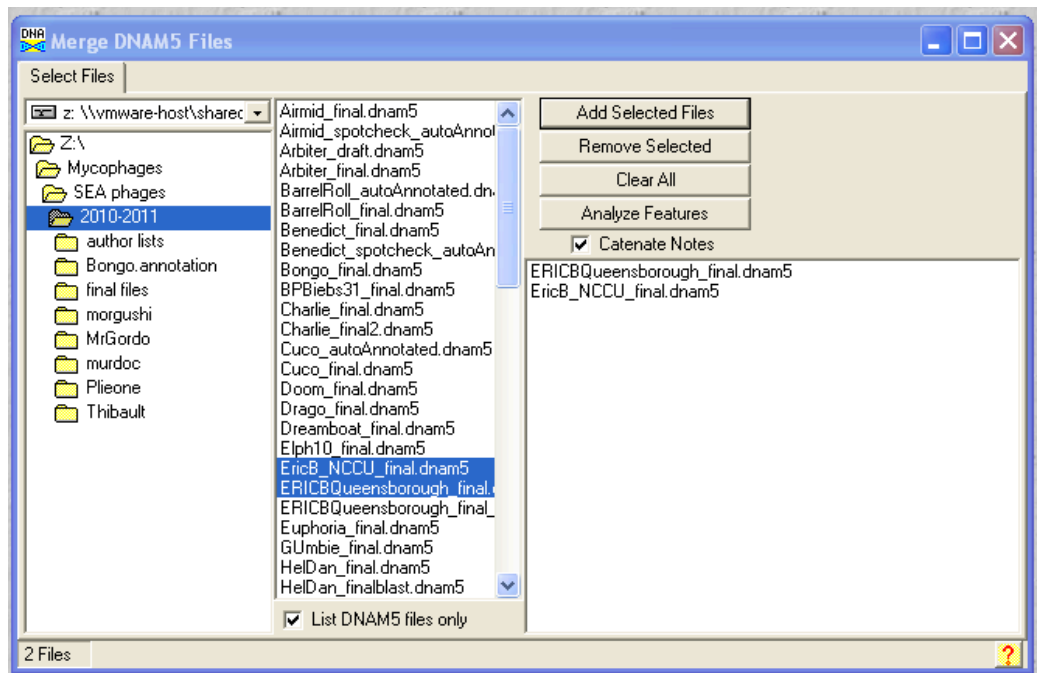 DNA
Merge DNAM5 Files
Select Files
z: \\vmware-host\sharec
Z:\
Mycophages
SEA phages
2010-2011
author lists
Bongo.annotation
final files
morgushi
MrGordo
murdoc
Plieone
Thibault
Airmid_final.dnam5
Airmid_spotcheck_autoAnnot
Arbiter_draft.dnam5
Arbiter_final.dnam5
BarrelRoll_autoAnnotated.dn
BarrelRoll_final.dnam5
Benedict_final.dnam5
Benedict_spotcheck_autoAn
Bongo_final.dnam5
BPBiebs31_final.dnam5
Charlie_final.dnam5
Charlie_final2.dnam5
Cuco_autoAnnotated.dnam5
Cuco_final.dnam5
Doom_final.dnam5
Drago_final.dnam5
Dreamboat_final.dnam5
Elph10_final.dnam5
EricB_NCCU_final.dnam5
ERICBQueensborough_final.
ERICBQueensborough_final_
Euphoria_final.dnam5
GUmbie_final.dnam5
HelDan_final.dnam5
HelDan_finalblast.dnam5
List DNAM5 files only
Add Selected Files
Remove Selected
Clear All
Analyze Features
Catenate Notes
ERICBQueensborough_final.dnam5
EricB_NCCU_final.dnam5
2 Files
?